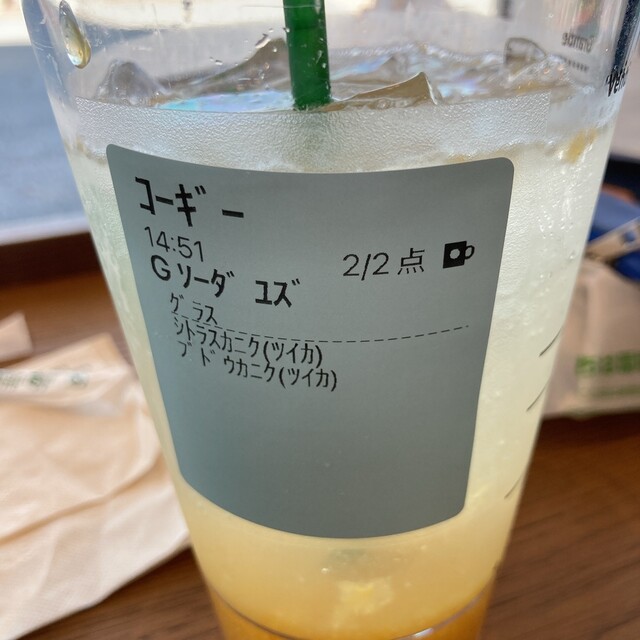 コーギー
14:51
2/2 点
G ソーダ ユズ
グラス
シトラスカニク(ツイカ)
ブドウカニク(ツイカ)